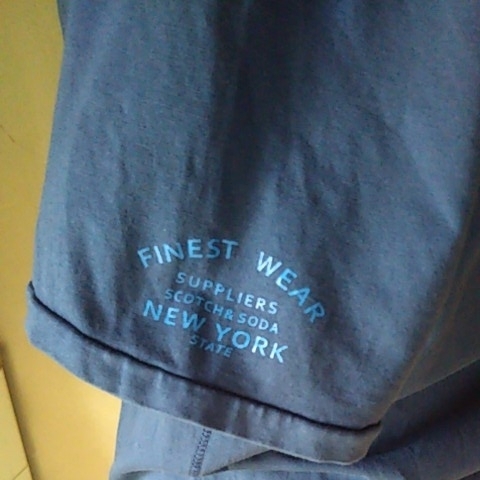 FINEST WEAR
SUPPLIERS
SCOTCH & SODA
NEW YORK
STATE